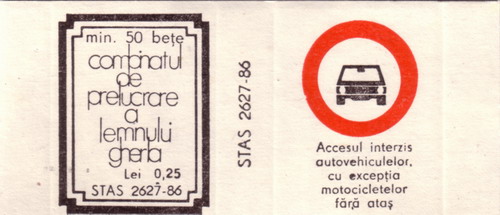 min. 50 bețe
combinatul
de
prelucrare
a
lemnului
gherla
Lei 0,25
STAS 2627-86
STAS 2627-86
Accesul interzis
autovehiculelor,
cu excepția
motocicletelor
fără ataș